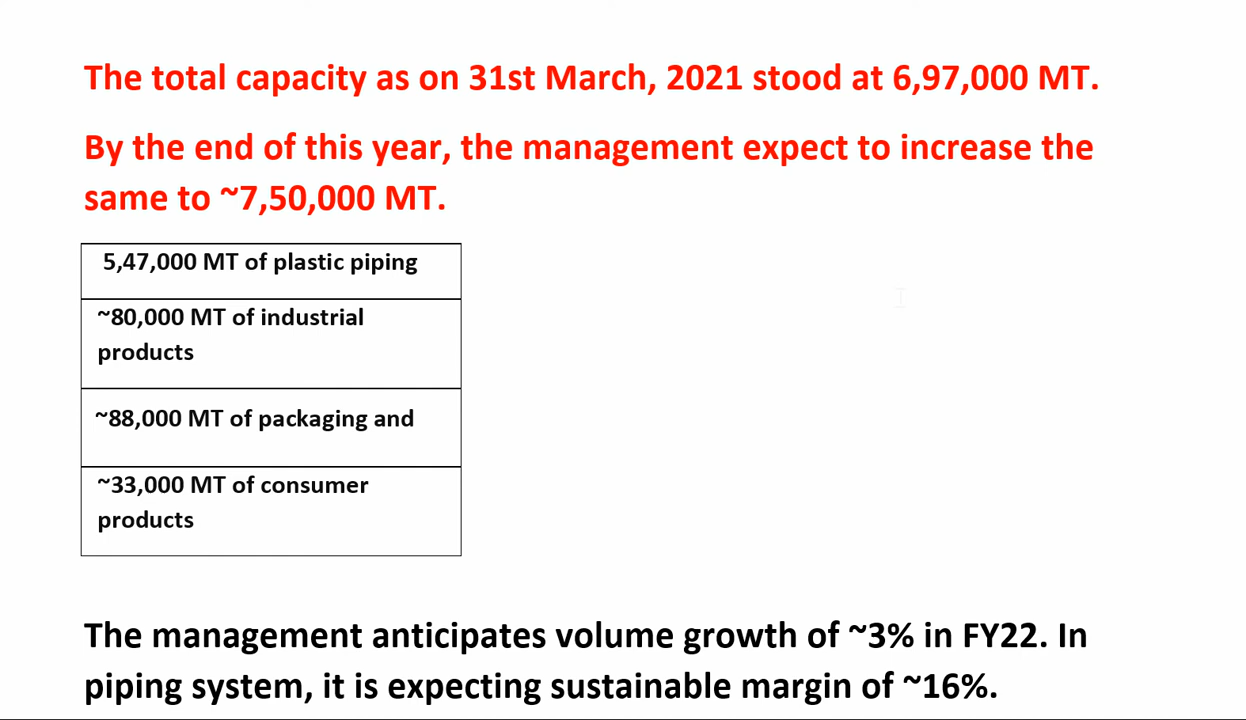 The total capacity as on 31st March, 2021 stood at 6,97,000 MT.
By the end of this year, the management expect to increase the
same to ~7,50,000 MT.
5,47,000 MT of plastic piping
~80,000 MT of industrial
products
~88,000 MT of packaging and
~33,000 MT of consumer
products
The management anticipates volume growth of ~3% in FY22. In
piping system, it is expecting sustainable margin of ~16%.